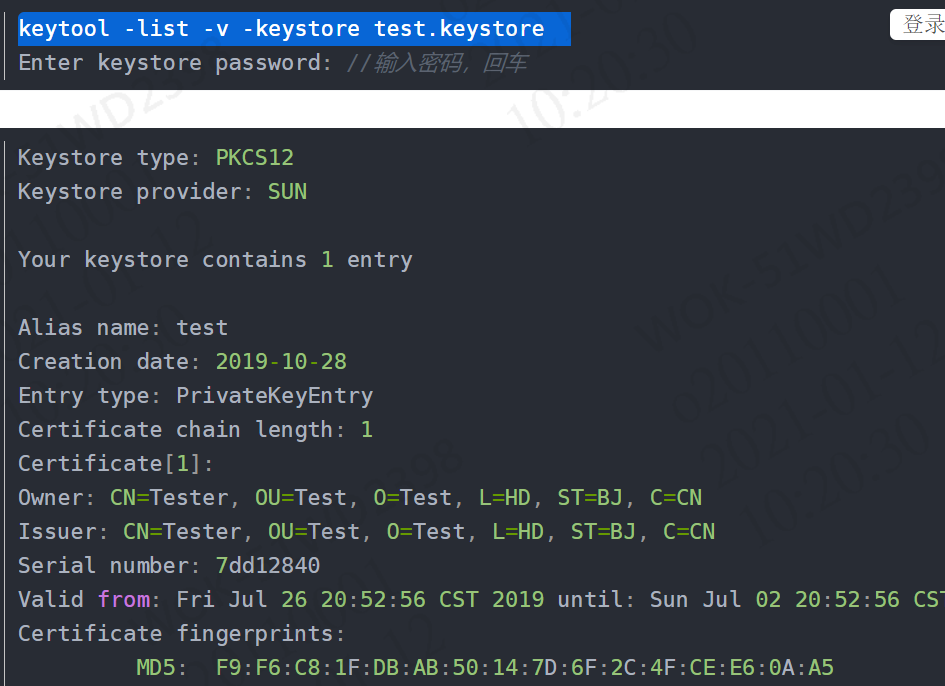 keytool -list -v -keystore test.keystore
登录
Enter keystore password: //输入密码，回车
10:20:30
Keystore type: PKCS12
Keystore provider: SUN
Your keystore contains 1 entry
Alias name: test
Creation date: 2019-10-28
Entry type: PrivateKeyEntry
Certificate chain length: 1
Certificate[1]:
Owner: CN=Tester, OU=Test, O=Test, L=HD, ST=BJ, C=CN
Issuer: CN=Tester, OU=Test, O=Test, L=HD, ST=BJ, C=CN
Serial number: 7dd12840
Valid from: Fri Jul 26 20:52:56 CST 2019 until: Sun Jul 02 20:52:56 CST
Certificate fingerprints:
MD5: F9:F6:C8:1F:DB:AB:50:14:7D:6F:2C:4F:CE:E6:0A:A5